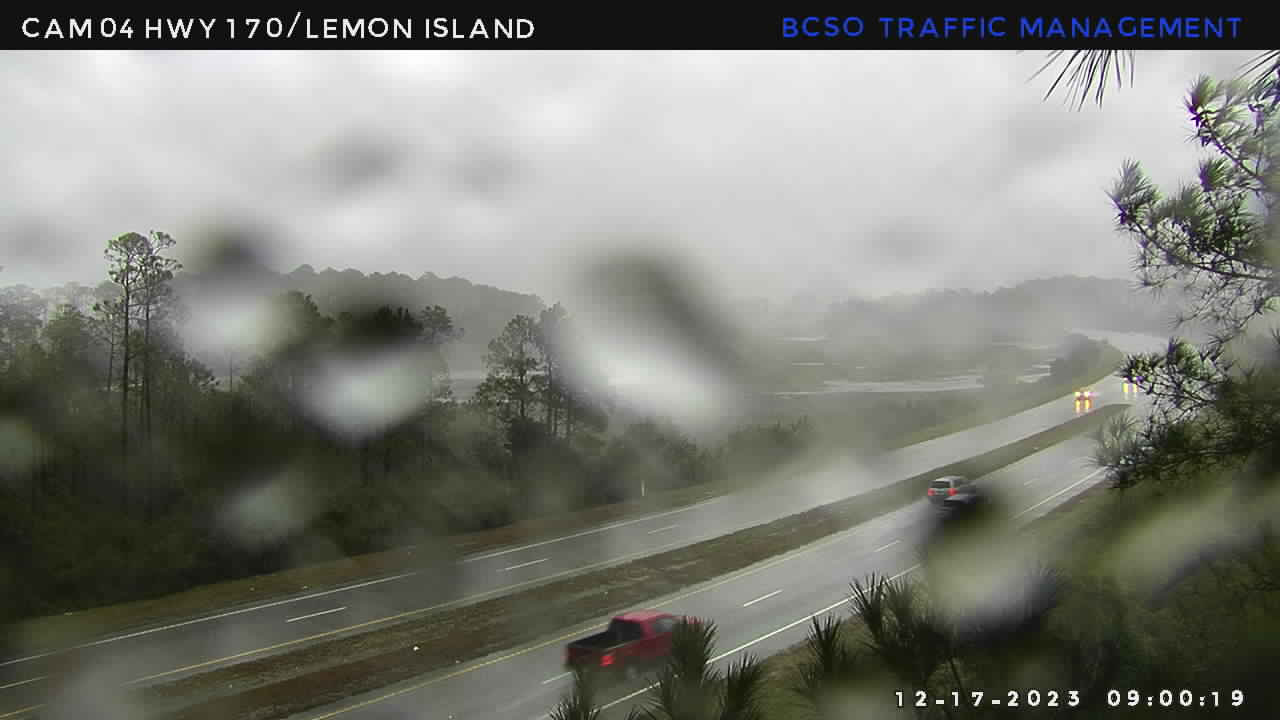 CAM04 HWY 170/LEMON ISLAND
BCSO TRAFFIC MANAGEMENT
12-17-2023 09:00:19